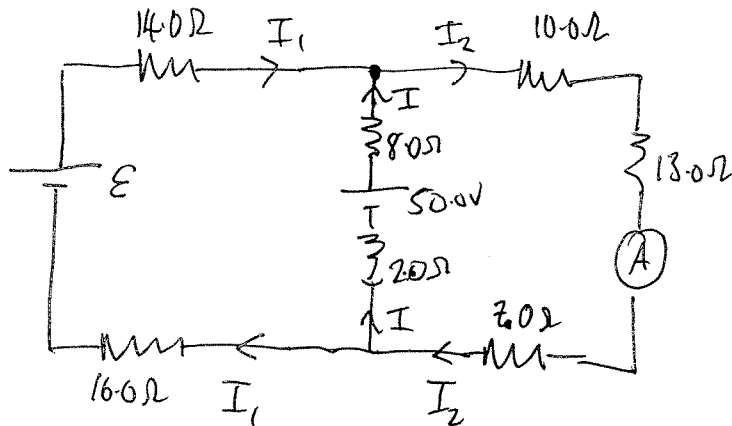 14.0Ω I₁ I₂ 10.0Ω
I
8.0Ω
13.0Ω
ε 50.0V
A
2.0Ω
I 7.0Ω
16.0Ω I₁ I₂